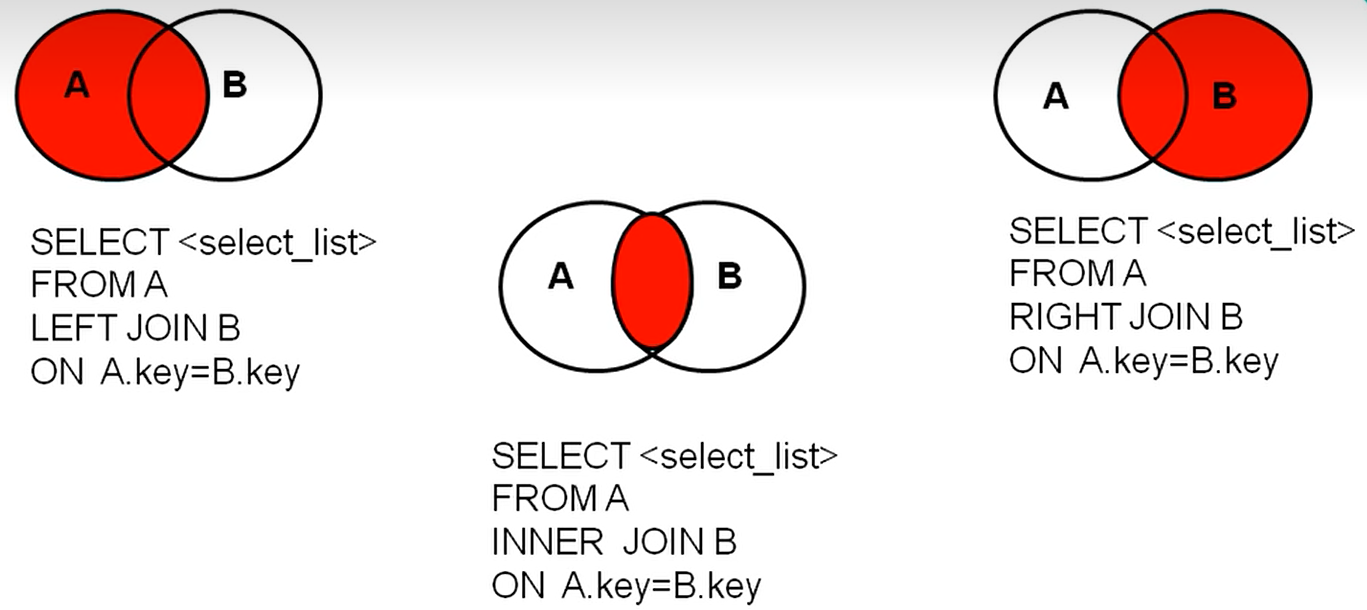 A B
SELECT <select_list>
FROM A
LEFT JOIN B
ON A.key=B.key
A B
SELECT <select_list>
FROM A
INNER JOIN B
ON A.key=B.key
A B
SELECT <select_list>
FROM A
RIGHT JOIN B
ON A.key=B.key